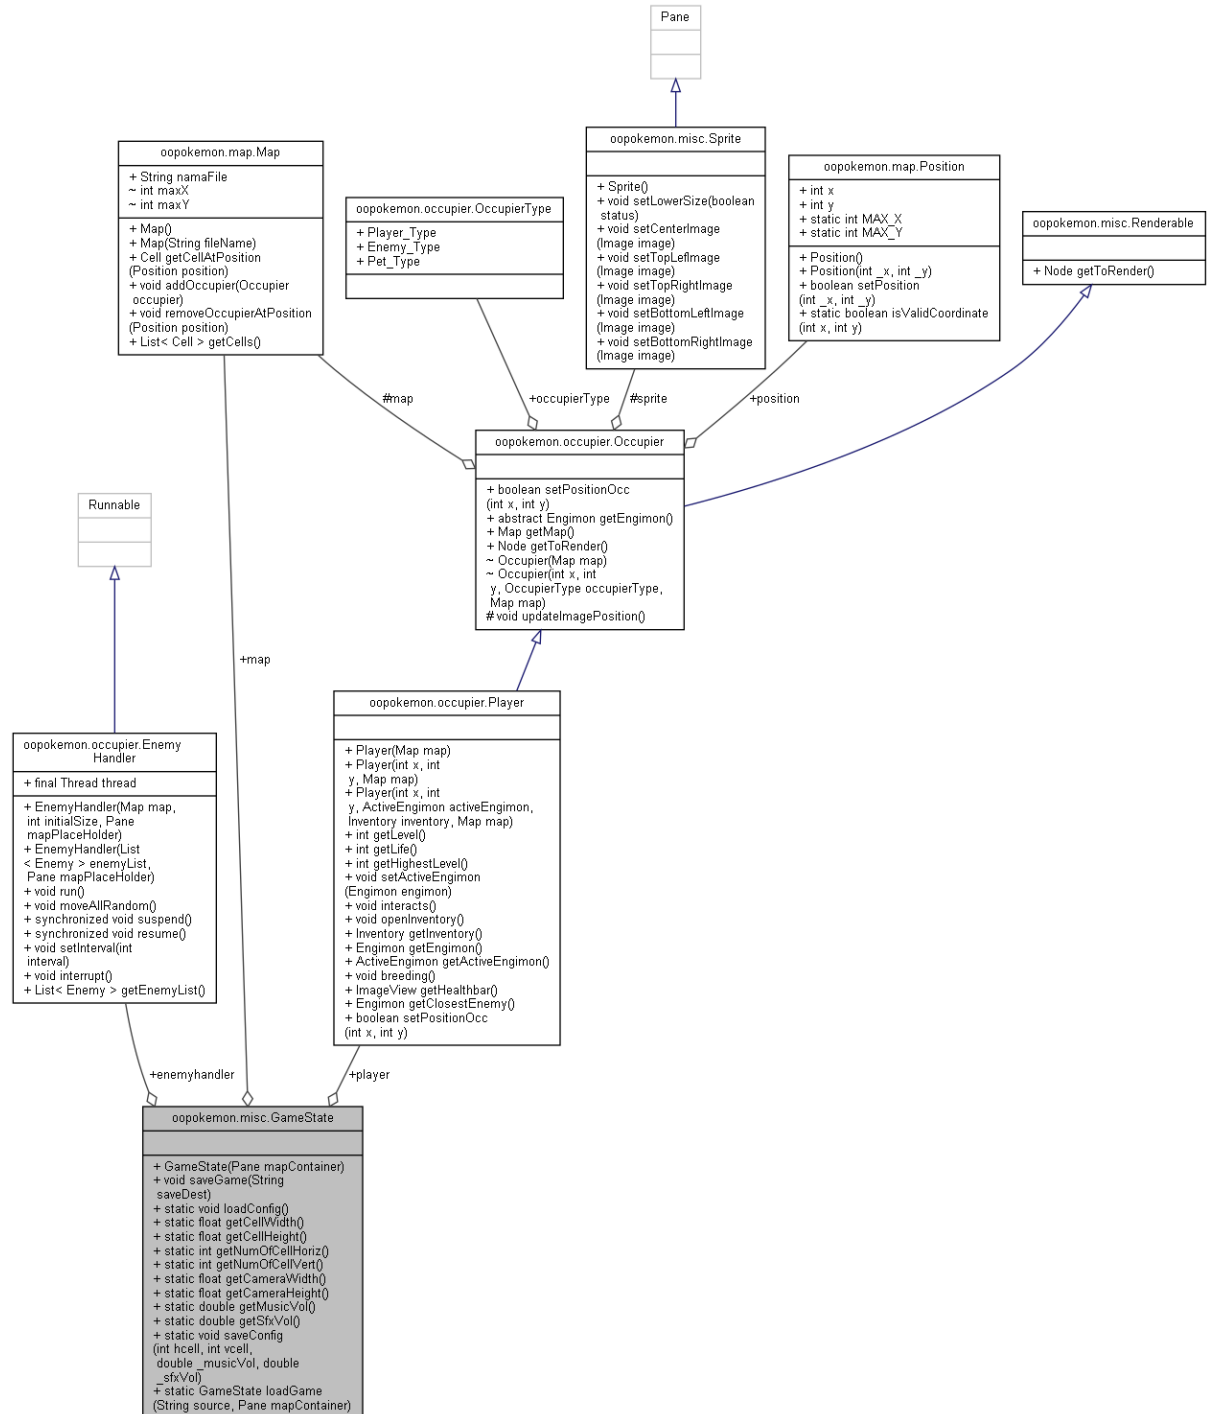 Pane
oopokemon.misc.Sprite
+ Sprite()
+ void setLowerSize(boolean
status)
+ void setCenterImage
(Image image)
+ void setTopLefImage
(Image image)
+ void setTopRightImage
(Image image)
+ void setBottomLeftImage
(Image image)
+ void setBottomRightImage
(Image image)
oopokemon.map.Map
+ String namaFile
~ int maxX
~ int maxY
+ Map()
+ Map(String fileName)
+ Cell getCellAtPosition
(Position position)
+ void addOccupier(Occupier
occupier)
+ void removeOccupierAtPosition
(Position position)
+ List< Cell > getCells()
oopokemon.occupier.OccupierType
+ Player_Type
+ Enemy_Type
+ Pet_Type
oopokemon.map.Position
+ int x
+ int y
+ static int MAX_X
+ static int MAX_Y
+ Position()
+ Position(int _x, int _y)
+ boolean setPosition
(int _x, int _y)
+ static boolean isValidCoordinate
(int x, int y)
oopokemon.misc.Renderable
+ Node getToRender()
#map
+occupierType
#sprite
+position
oopokemon.occupier.Occupier
+ boolean setPositionOcc
(int x, int y)
+ abstract Engimon getEngimon()
+ Map getMap()
+ Node getToRender()
~ Occupier(Map map)
~ Occupier(int x, int
y, OccupierType occupierType,
Map map)
# void updateImagePosition()
Runnable
+map
oopokemon.occupier.Enemy
Handler
+ final Thread thread
+ EnemyHandler(Map map,
int initialSize, Pane
mapPlaceHolder)
+ EnemyHandler(List
< Enemy > enemyList,
Pane mapPlaceHolder)
+ void run()
+ void moveAllRandom()
+ synchronized void suspend()
+ synchronized void resume()
+ void setInterval(int
interval)
+ void interrupt()
+ List< Enemy > getEnemyList()
oopokemon.occupier.Player
+ Player(Map map)
+ Player(int x, int
y, Map map)
+ Player(int x, int
y, ActiveEngimon activeEngimon,
Inventory inventory, Map map)
+ int getLevel()
+ int getLife()
+ int getHighestLevel()
+ void setActiveEngimon
(Engimon engimon)
+ void interacts()
+ void openInventory()
+ Inventory getInventory()
+ Engimon getEngimon()
+ ActiveEngimon getActiveEngimon()
+ void breeding()
+ ImageView getHealthbar()
+ Engimon getClosestEnemy()
+ boolean setPositionOcc
(int x, int y)
+enemyhandler
+player
oopokemon.misc.GameState
+ GameState(Pane mapContainer)
+ void saveGame(String
saveDest)
+ static void loadConfig()
+ static float getCellWidth()
+ static float getCellHeight()
+ static int getNumOfCellHoriz()
+ static int getNumOfCellVert()
+ static float getCameraWidth()
+ static float getCameraHeight()
+ static double getMusicVol()
+ static double getSfxVol()
+ static void saveConfig
(int hcell, int vcell,
double _musicVol, double
_sfxVol)
+ static GameState loadGame
(String source, Pane mapContainer)